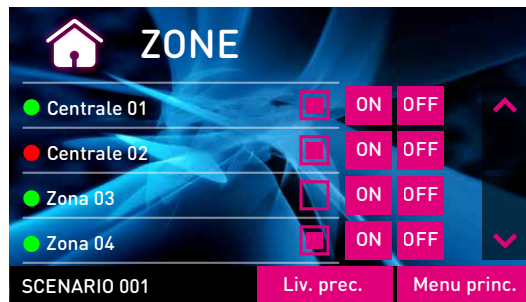 ZONE
Centrale 01 ON OFF
Centrale 02 ON OFF
Zona 03 ON OFF
Zona 04 ON OFF
SCENARIO 001 Liv. prec. Menu princ.